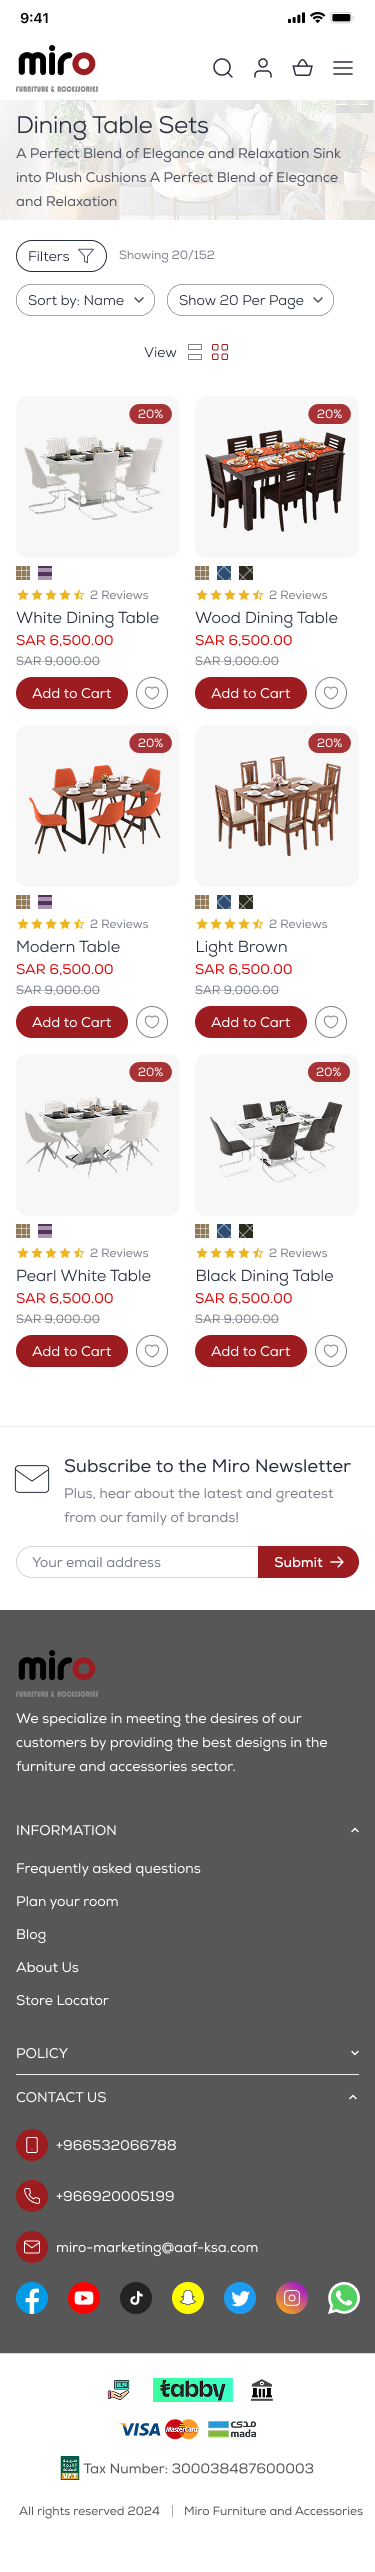 9:41
miro
FURNITURE & ACCESSORIES
Dining Table Sets
A Perfect Blend of Elegance and Relaxation Sink
into Plush Cushions A Perfect Blend of Elegance
and Relaxation
Filters
Showing 20/152
Sort by: Name
Show 20 Per Page
View
20%
20%
2 Reviews
2 Reviews
White Dining Table
Wood Dining Table
SAR 6,500.00
SAR 6,500.00
SAR 9,000.00
SAR 9,000.00
Add to Cart
Add to Cart
20%
20%
2 Reviews
2 Reviews
Modern Table
Light Brown
SAR 6,500.00
SAR 6,500.00
SAR 9,000.00
SAR 9,000.00
Add to Cart
Add to Cart
20%
20%
2 Reviews
2 Reviews
Pearl White Table
Black Dining Table
SAR 6,500.00
SAR 6,500.00
SAR 9,000.00
SAR 9,000.00
Add to Cart
Add to Cart
Subscribe to the Miro Newsletter
Plus, hear about the latest and greatest
from our family of brands!
Your email address
Submit
miro
FURNITURE & ACCESSORIES
We specialize in meeting the desires of our
customers by providing the best designs in the
furniture and accessories sector.
INFORMATION
Frequently asked questions
Plan your room
Blog
About Us
Store Locator
POLICY
CONTACT US
+966532066788
+966920005199
miro-marketing@aaf-ksa.com
tabby
VISA
MasterCard
مدى
mada
Tax Number: 300038487600003
All rights reserved 2024 | Miro Furniture and Accessories